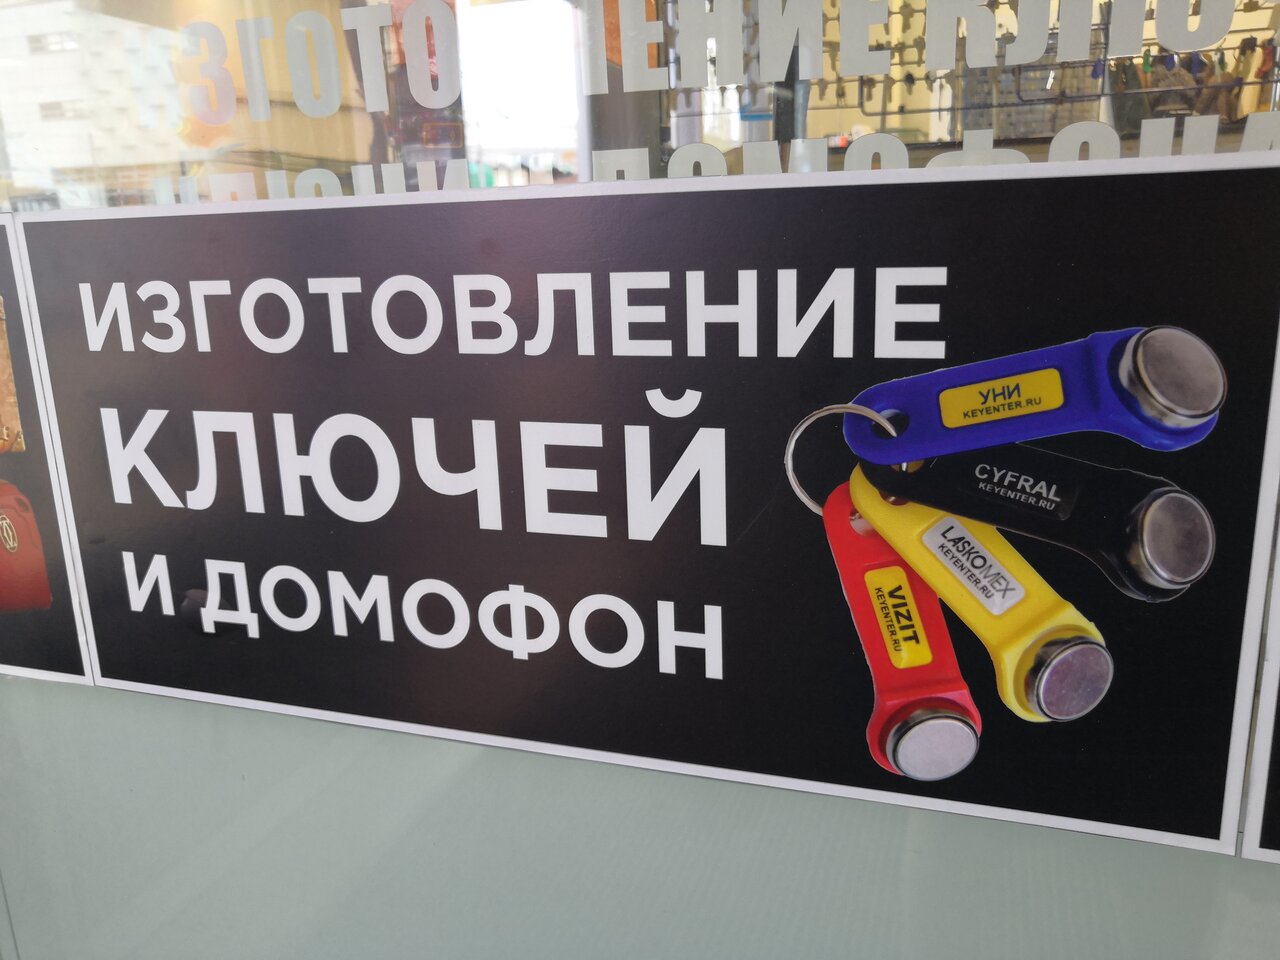 ИЗГОТОВЛЕНИЕ
КЛЮЧЕЙ
И ДОМОФОН
УНИ
KEYENTER.RU
CYFRAL
KEYENTER.RU
LASKOMEX
KEYENTER.RU
VIZIT
KEYENTER.RU